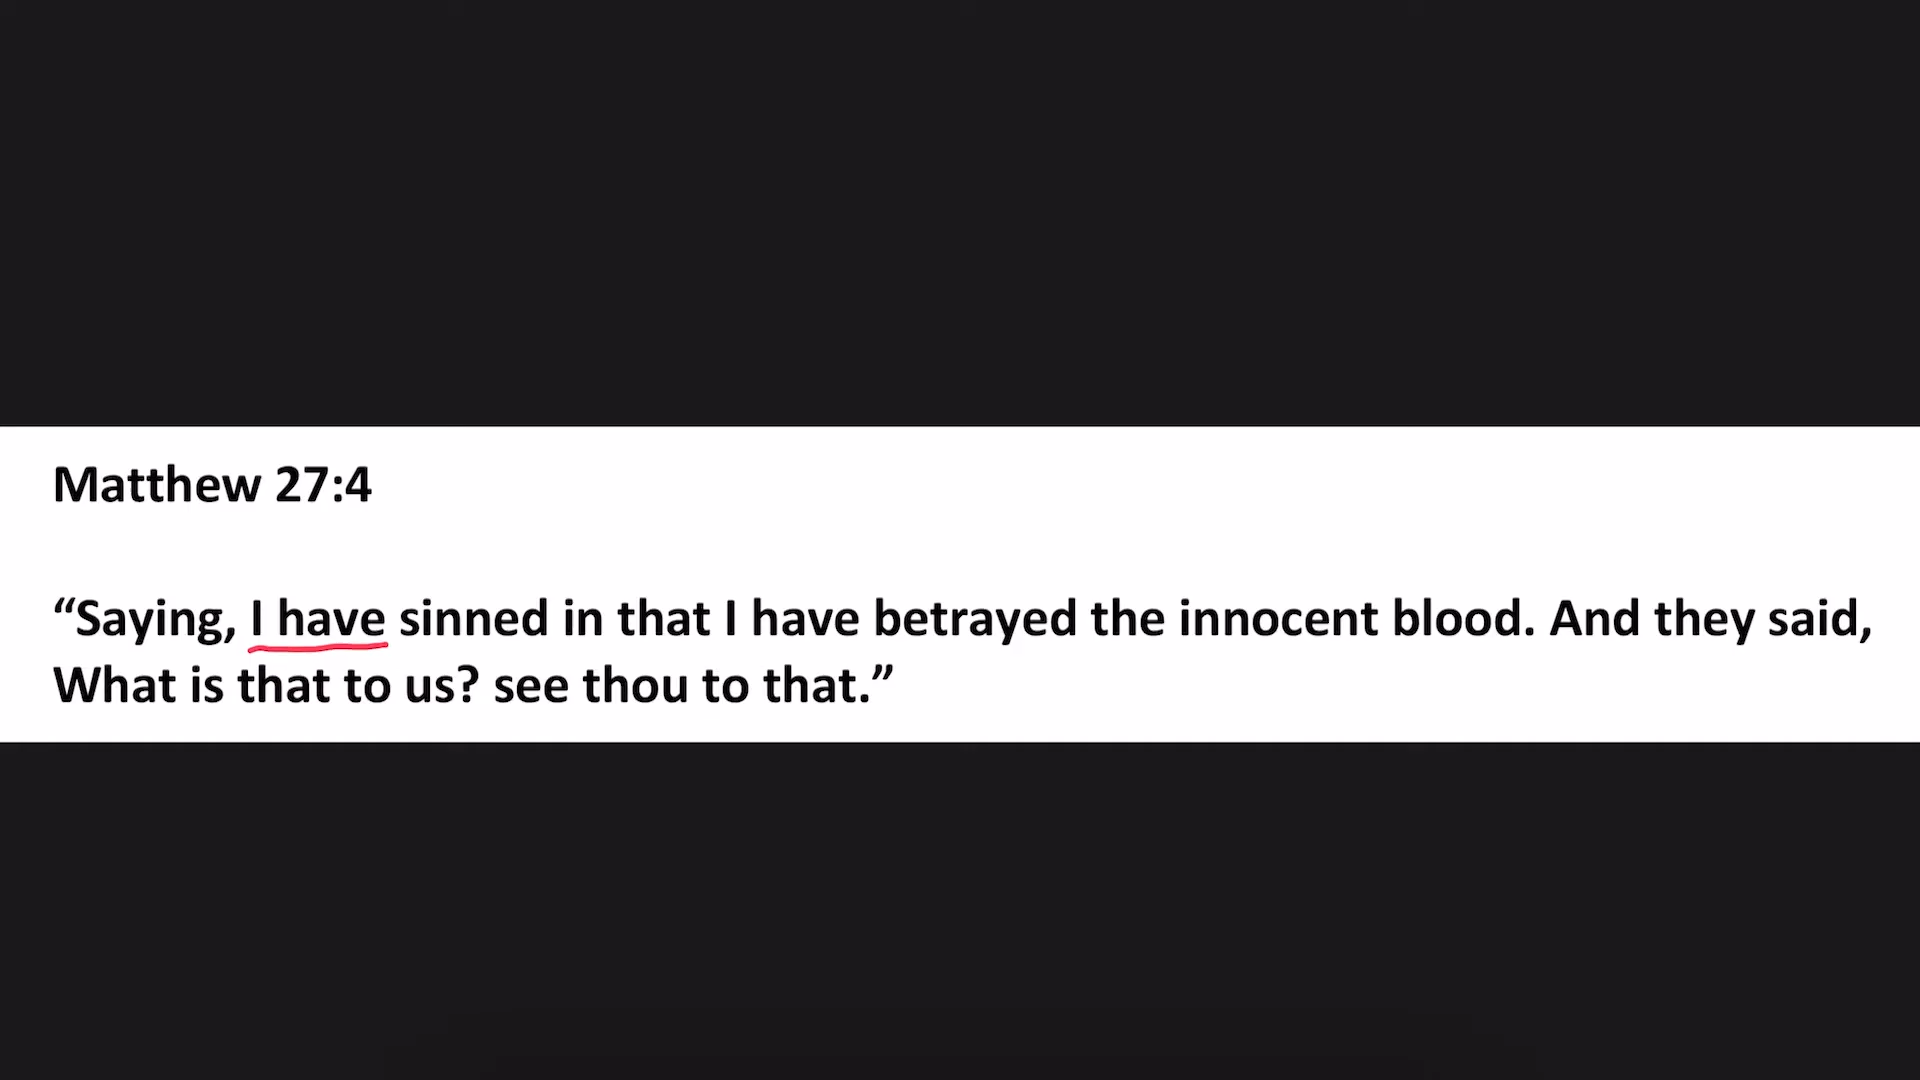 Matthew 27:4
“Saying, I have sinned in that I have betrayed the innocent blood. And they said,
What is that to us? see thou to that.”